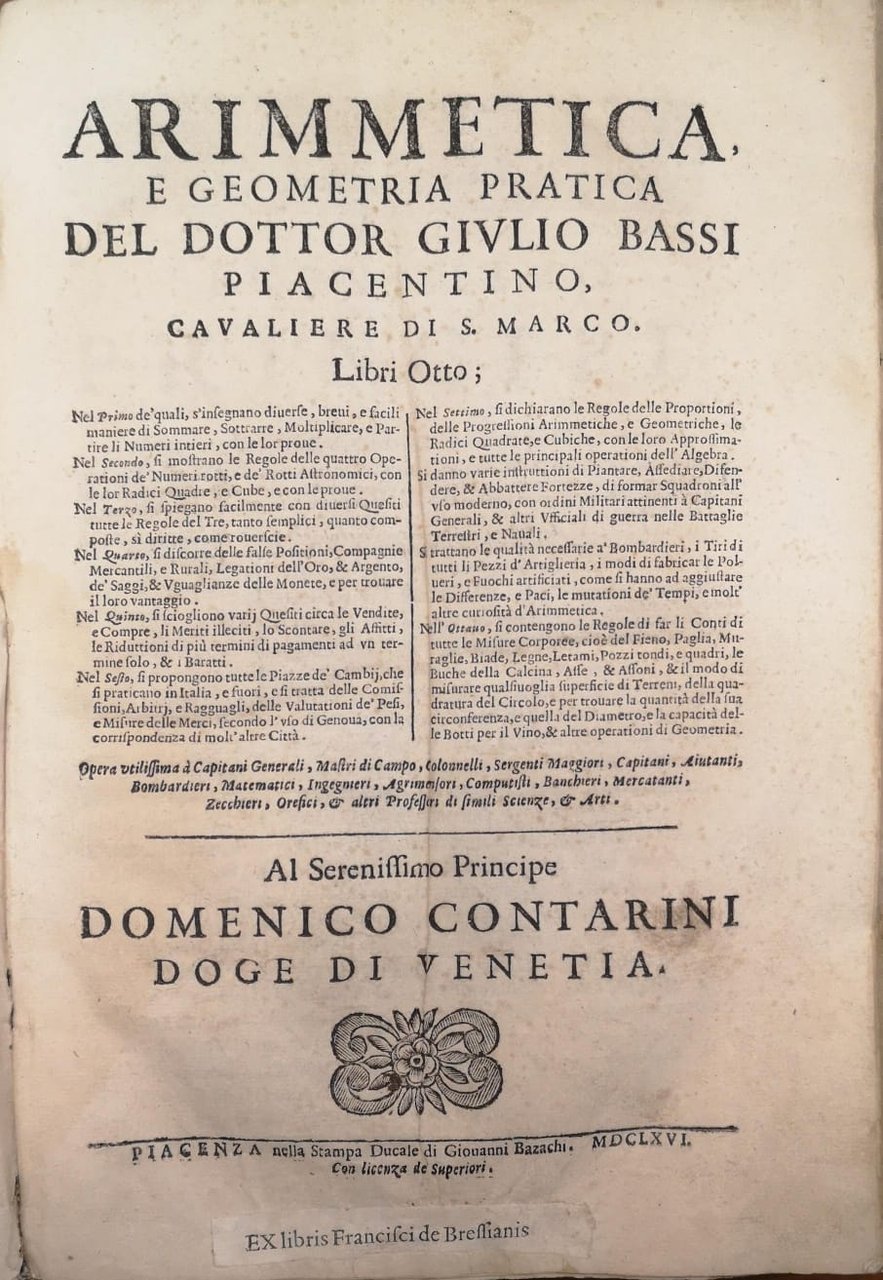 ARIMMETICA,
E GEOMETRIA PRATICA
DEL DOTTOR GIVLIO BASSI
PIACENTINO,
CAVALIERE DI S. MARCO.
Libri Otto;
Nel Primo de'quali, s'inſegnano diuerſe, breui, e facili
maniere di Sommare, Sottrarre, Moltiplicare, e Par-
tire li Numeri intieri, con le lor proue.
Nel Secondo, ſi moſtrano le Regole delle quattro Ope-
rationi de' Numeri rotti, e de' Rotti Aſtronomici, con
le lor Radici Quadre, e Cube, e con le proue.
Nel Terzo, ſi ſpiegano facilmente con diuerſi Queſiti
tutte le Regole del Tre, tanto ſemplici, quanto com-
poſte, sì diritte, come rouerſcie.
Nel Quarto, ſi diſcorre delle falſe Poſitioni, Compagnie
Mercantili, e Rurali, Legationi dell'Oro, & Argento,
de' Saggi, & Vguaglianze delle Monete, e per trouare
il loro vantaggio.
Nel Quinto, ſi ſciogliono varij Queſiti circa le Vendite,
e Compre, li Meriti illeciti, lo Scontare, gli Affitti,
le Riduttioni di più termini di pagamenti ad vn ter-
mine ſolo, & i Baratti.
Nel Seſto, ſi propongono tutte le Piazze de' Cambij, che
ſi praticano in Italia, e fuori, e ſi tratta delle Comiſ-
ſioni, Arbitrj, e Ragguagli, delle Valutationi de' Peſi,
e Miſure delle Merci, ſecondo l' vſo di Genoua, con la
corriſpondenza di molt'altre Città.
Nel Settimo, ſi dichiarano le Regole delle Proportioni,
delle Progreſſioni Arimmetiche, e Geometriche, le
Radici Quadrate, e Cubiche, con le loro Approſſima-
tioni, e tutte le principali operationi dell' Algebra.
Si danno varie inſtruttioni di Piantare, Aſſediare, Difen-
dere, & Abbattere Fortezze, di formar Squadroni all'
vſo moderno, con ordini Militari attinenti à Capitani
Generali, & altri Vfficiali di guerra nelle Battaglie
Terreſtri, e Nauali.
Si trattano le qualità neceſſarie a' Bombardieri, i Tiri di
tutti li Pezzi d'Artiglieria, i modi di fabricar le Pol-
ueri, e Fuochi artificiati, come ſi hanno ad aggiuſtare
le Differenze, e Paci, le mutationi de' Tempi, e molt'
altre curioſità d'Arimmetica.
Nell' Ottauo, ſi contengono le Regole di far li Conti di
tutte le Miſure Corporee, cioè del Fieno, Paglia, Mu-
raglie, Biade, Legne, Letami, Pozzi tondi, e quadri, le
Buche della Calcina, Aſſe, & Aſſoni, & il modo di
miſurare qualſiuoglia ſuperficie di Terreni, della qua-
dratura del Circolo, e per trouare la quantità della ſua
circonferenza, e quella del Diametro, e la capacità del-
le Botti per il Vino, & altre operationi di Geometria.
Opera vtiliſſima à Capitani Generali, Maſtri di Campo, Colonnelli, Sergenti Maggiori, Capitani, Aiutanti,
Bombardieri, Matematici, Ingegnieri, Agrimenſori, Computiſti, Banchieri, Mercatanti,
Zecchieri, Orefici, & altri Profeſſori di ſimili Scienze, & Arti.
Al Sereniſſimo Principe
DOMENICO CONTARINI
DOGE DI VENETIA.
PIACENZA nella Stampa Ducale di Giouanni Bazachi. MDCLXVI.
Con licenza de Superiori.
EX libris Franciſci de Breſſianis